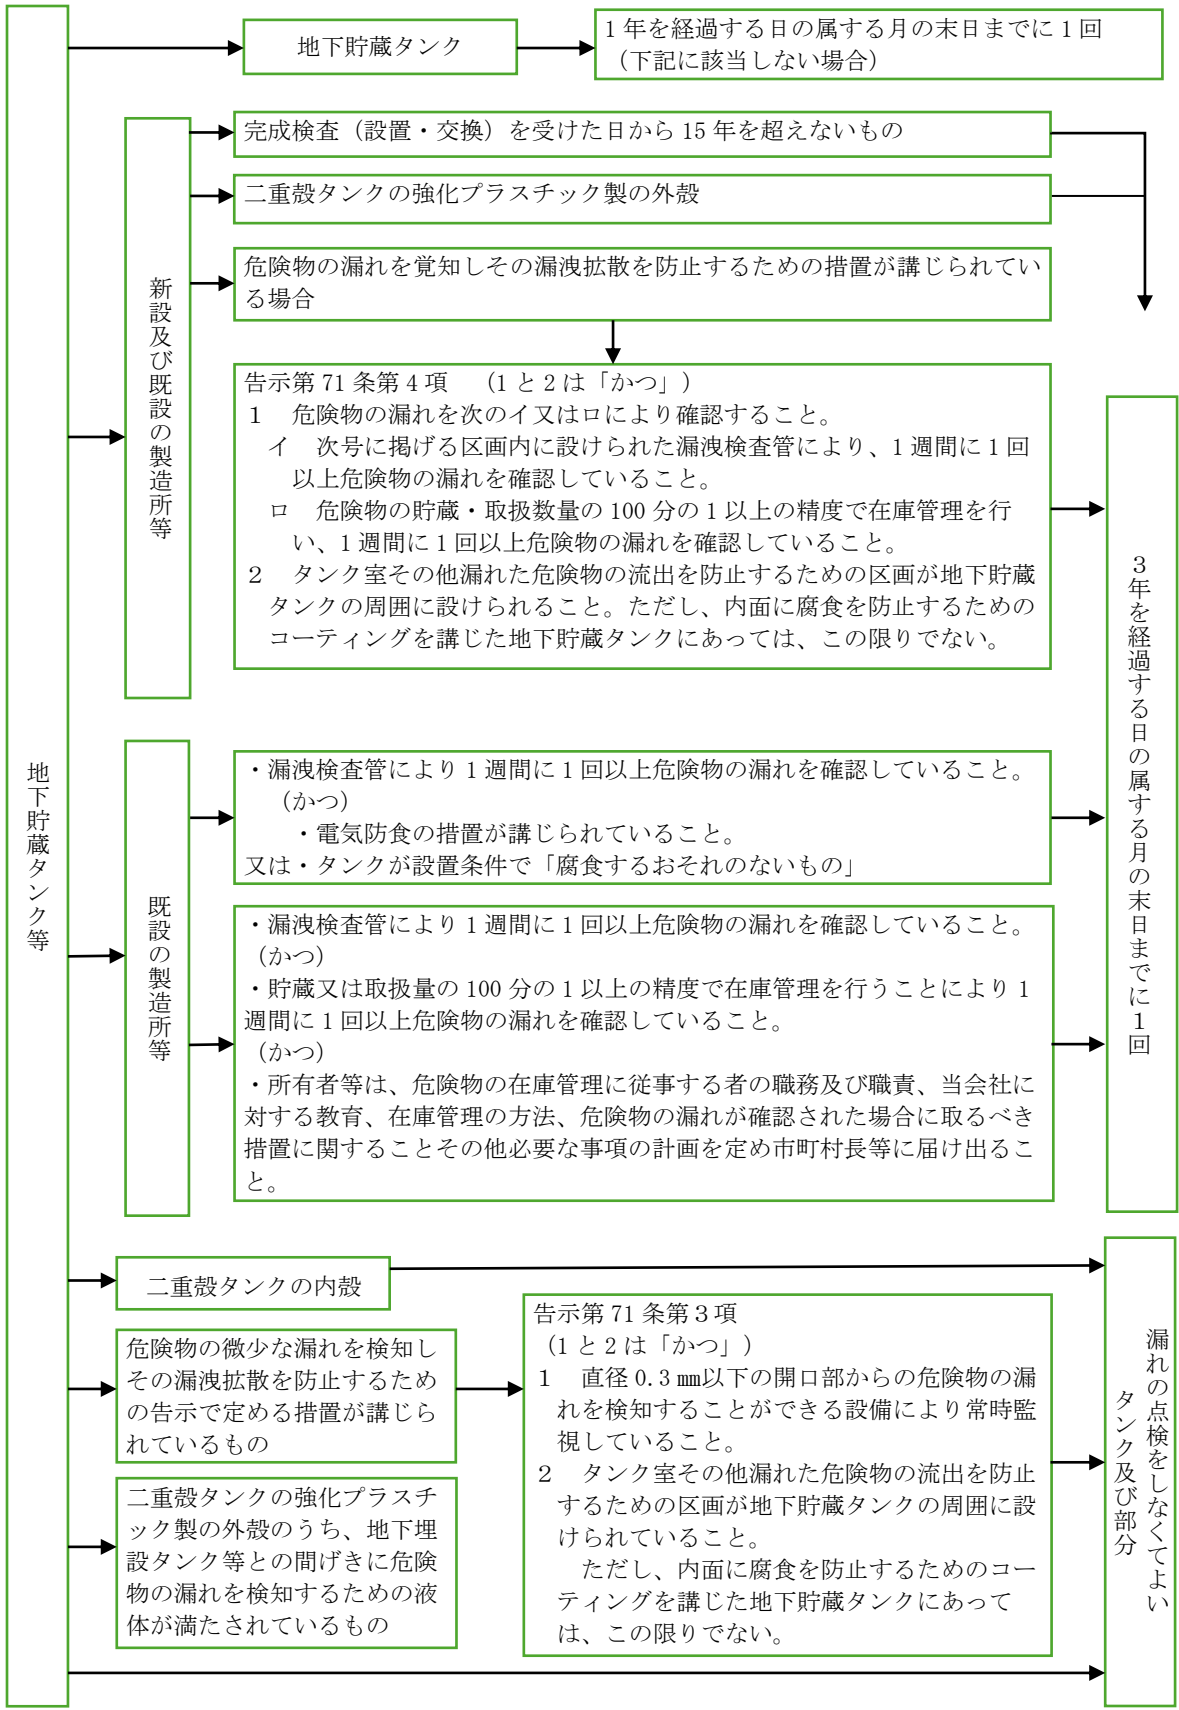 地下貯蔵タンク等
地下貯蔵タンク
1年を経過する日の属する月の末日までに1回
（下記に該当しない場合）
新設及び既設の製造所等
完成検査（設置・交換）を受けた日から15年を超えないもの
二重殻タンクの強化プラスチック製の外殻
危険物の漏れを覚知しその漏洩拡散を防止するための措置が講じられてい
る場合
告示第71条第4項　（1と2は「かつ」）
１　危険物の漏れを次のイ又はロにより確認すること。
イ　次号に掲げる区画内に設けられた漏洩検査管により、1週間に1回
以上危険物の漏れを確認していること。
ロ　危険物の貯蔵・取扱数量の100分の1以上の精度で在庫管理を行
い、1週間に1回以上危険物の漏れを確認していること。
２　タンク室その他漏れた危険物の流出を防止するための区画が地下貯蔵
タンクの周囲に設けられること。ただし、内面に腐食を防止するための
コーティングを講じた地下貯蔵タンクにあっては、この限りでない。
既設の製造所等
・漏洩検査管により1週間に1回以上危険物の漏れを確認していること。
（かつ）
・電気防食の措置が講じられていること。
又は・タンクが設置条件で「腐食するおそれのないもの」
・漏洩検査管により1週間に1回以上危険物の漏れを確認していること。
（かつ）
・貯蔵又は取扱量の100分の1以上の精度で在庫管理を行うことにより1
週間に1回以上危険物の漏れを確認していること。
（かつ）
・所有者等は、危険物の在庫管理に従事する者の職務及び職責、当会社に
対する教育、在庫管理の方法、危険物の漏れが確認された場合に取るべき
措置に関することその他必要な事項の計画を定め市町村長等に届け出るこ
と。
３年を経過する日の属する月の末日までに１回
二重殻タンクの内殻
危険物の微少な漏れを検知し
その漏洩拡散を防止するため
の告示で定める措置が講じら
れているもの
二重殻タンクの強化プラスチ
ック製の外殻のうち、地下埋
設タンク等との間げきに危険
物の漏れを検知するための液
体が満たされているもの
告示第71条第３項
（1と2は「かつ」）
１　直径0.3㎜以下の開口部からの危険物の漏
れを検知することができる設備により常時監
視していること。
２　タンク室その他漏れた危険物の流出を防止
するための区画が地下貯蔵タンクの周囲に設
けられていること。
ただし、内面に腐食を防止するためのコー
ティングを講じた地下貯蔵タンクにあって
は、この限りでない。
漏れの点検をしなくてよい
タンク及び部分